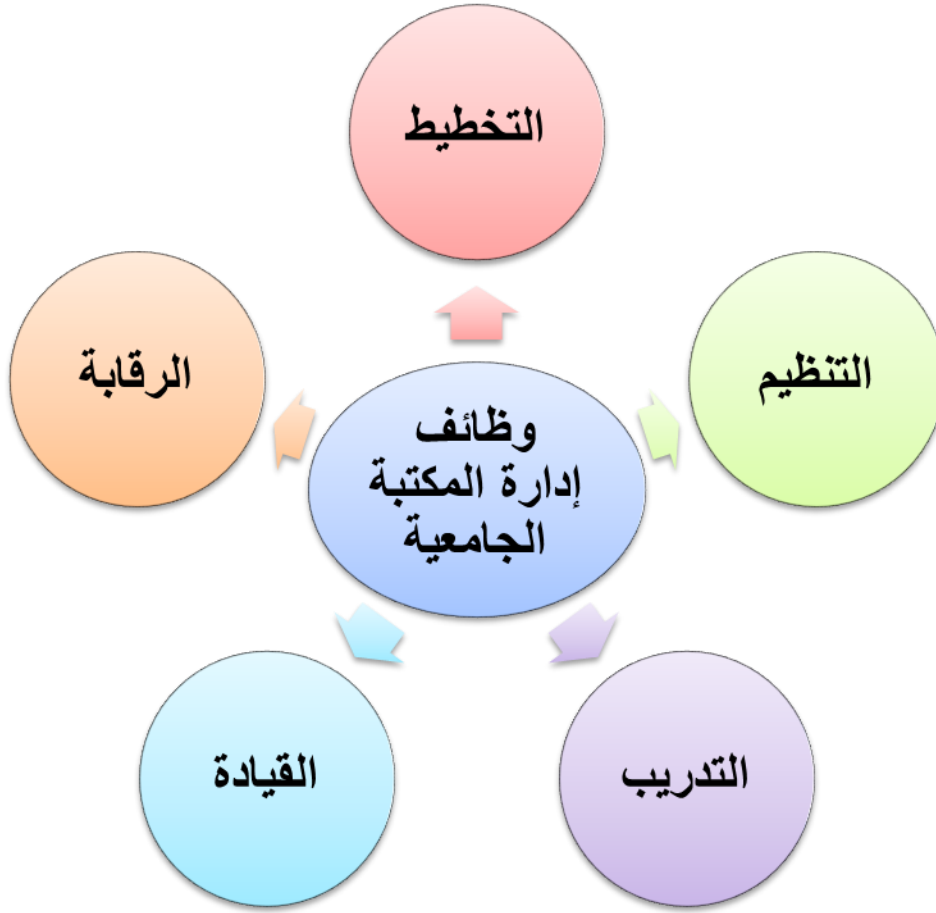 التخطيط
التنظيم
الرقابة
وظائف
إدارة المكتبة
الجامعية
التدريب
القيادة